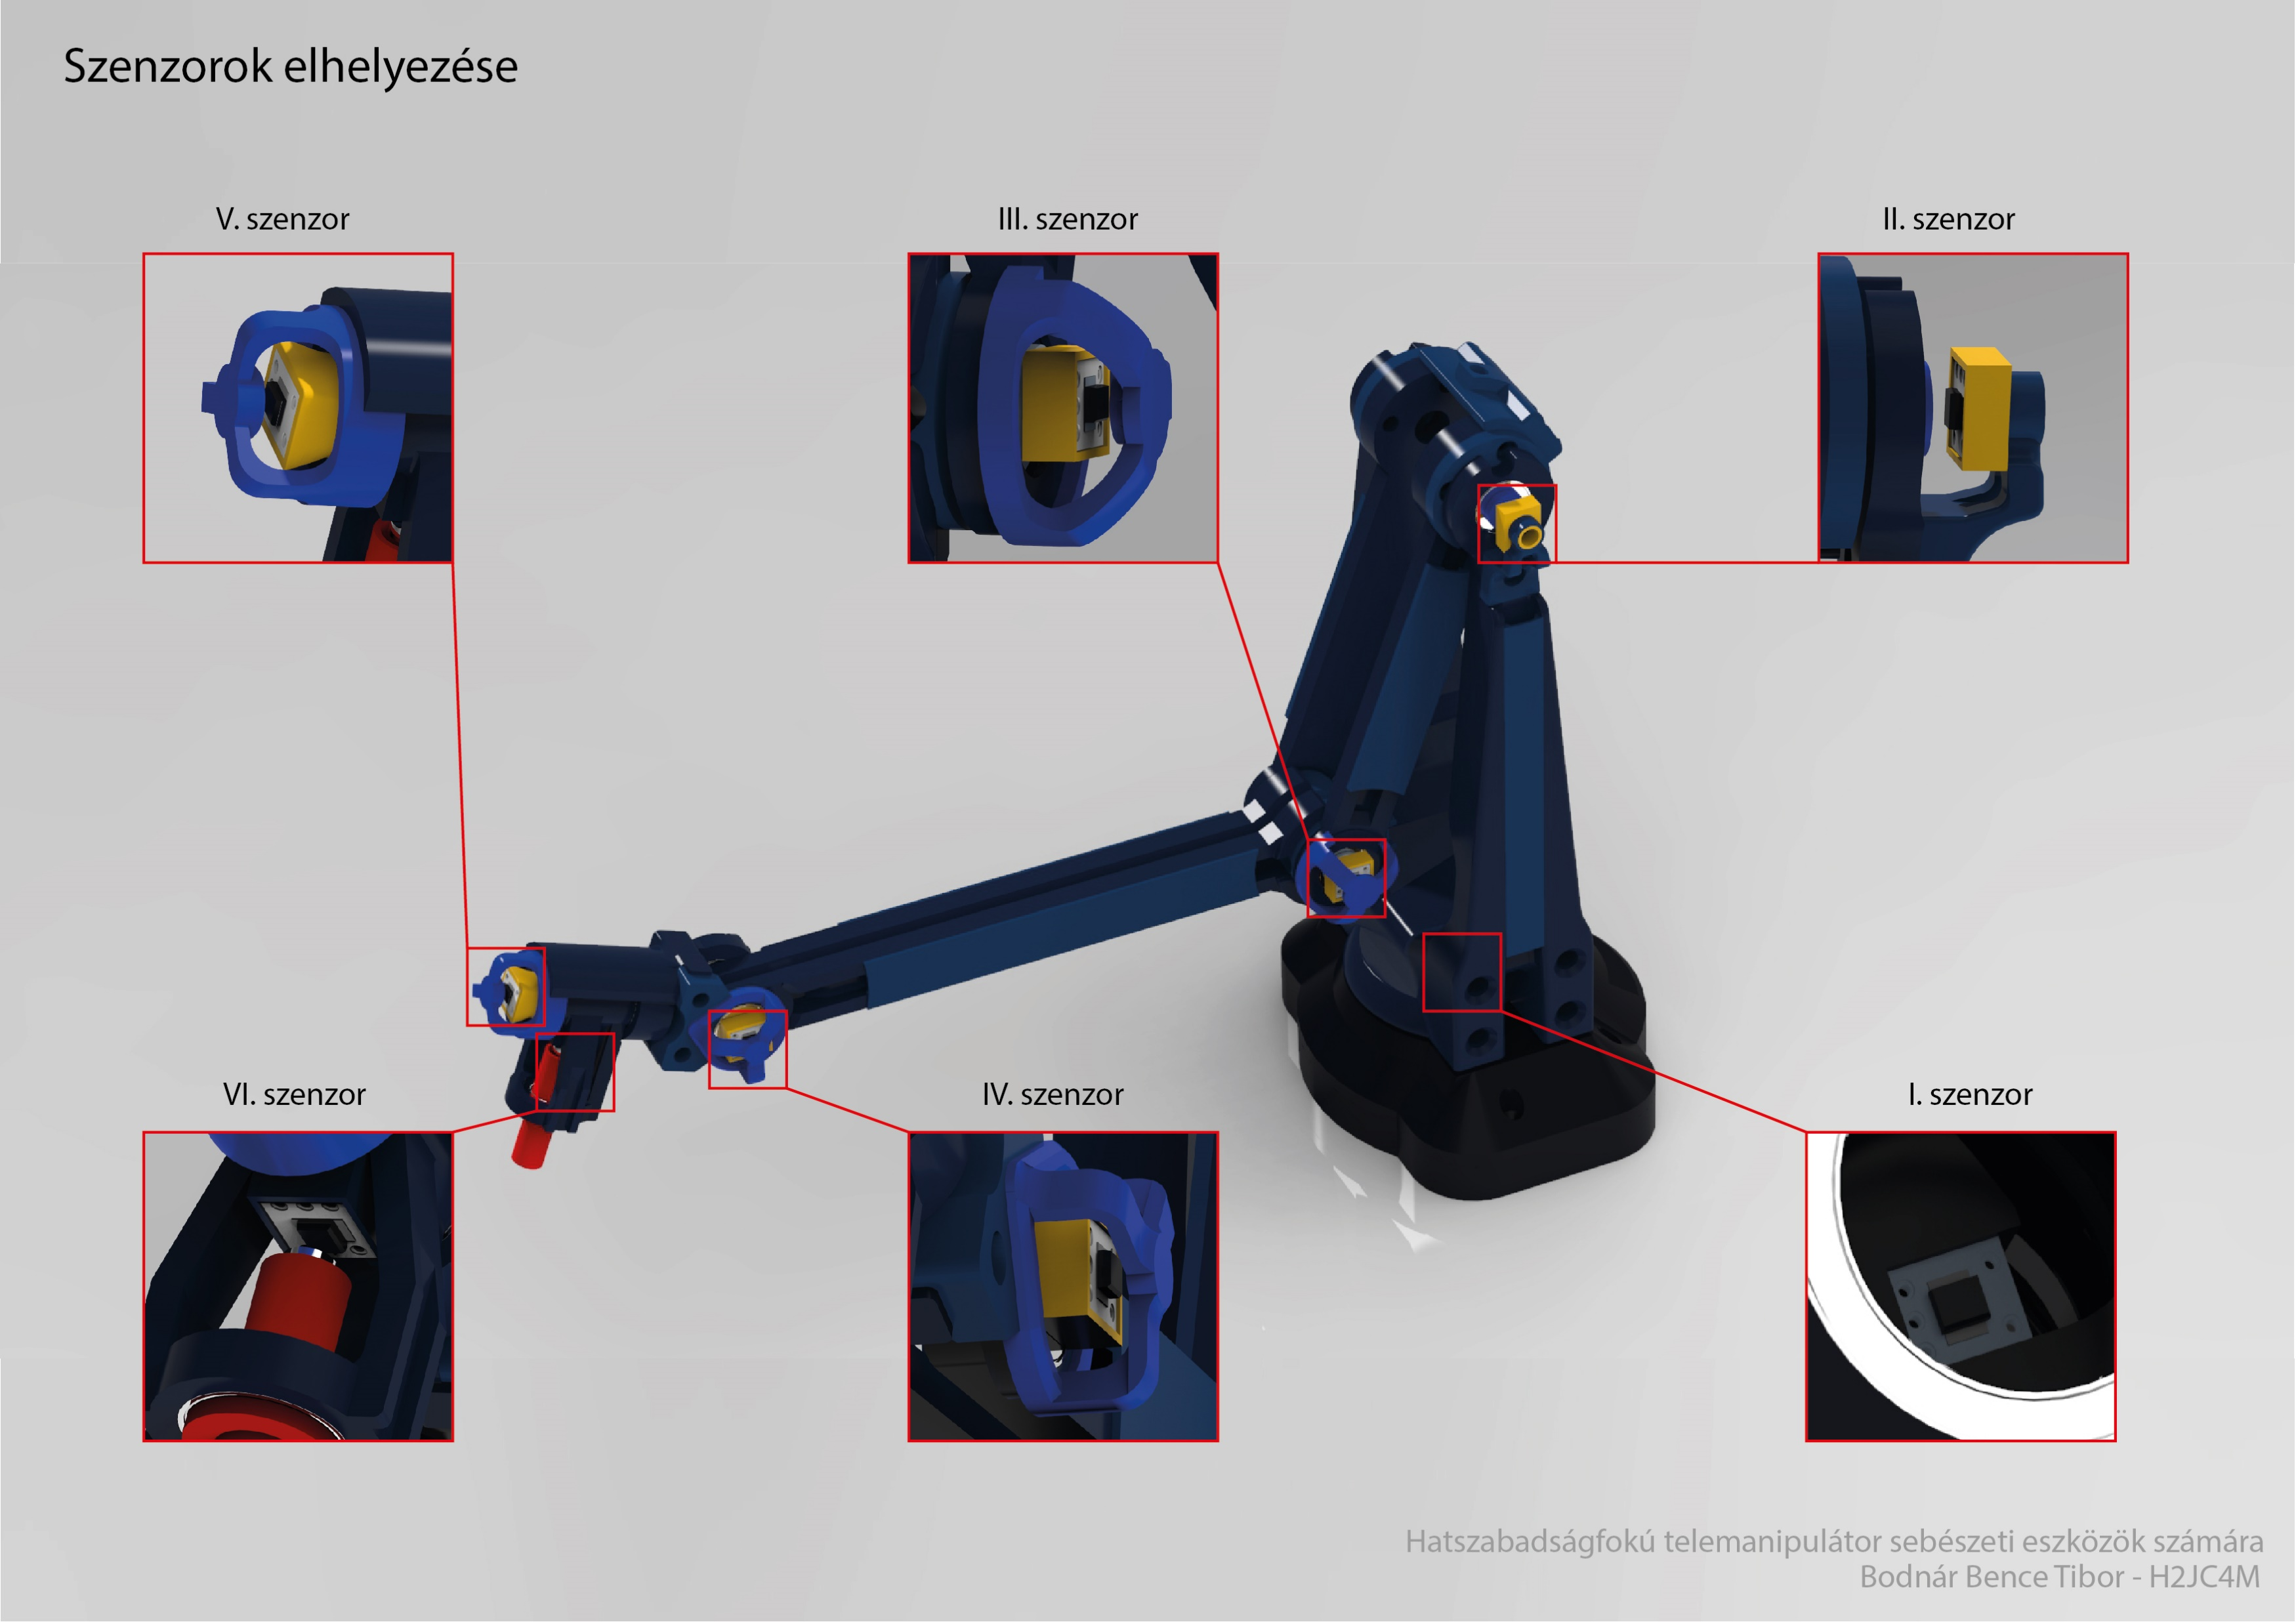 Szenzorok elhelyezése
V. szenzor
III. szenzor
II. szenzor
VI. szenzor
IV. szenzor
I. szenzor
Hatszabadságfokú telemanipulátor sebészeti eszközök számára
Bodnár Bence Tibor - H2JC4M